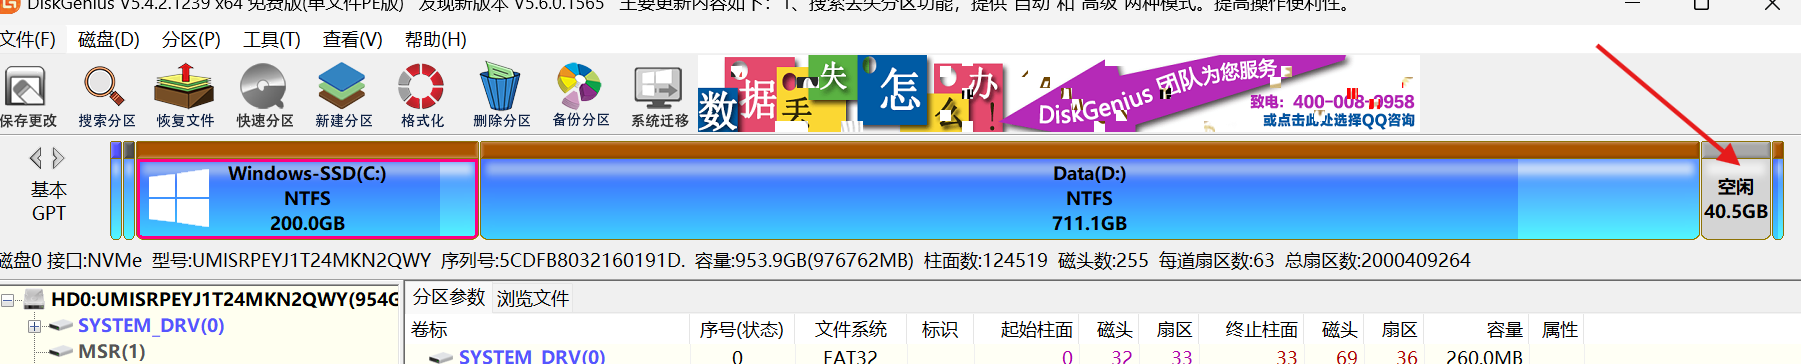 DiskGenius V5.4.2.1239 x64 免费版(单文件PE版) 发现新版本 V5.6.0.1565 主要更新内容如下：1、搜索丢失分区功能，提供"自动"和"高级"两种模式。提高操作便利性。
文件(F) 磁盘(D) 分区(P) 工具(T) 查看(V) 帮助(H)
保存更改 搜索分区 恢复文件 快速分区 新建分区 格式化 删除分区 备份分区 系统迁移
数据丢失怎么办!
DiskGenius 团队为您服务
致电：400-008-9958
或点击此处选择QQ咨询
基本
GPT
Windows-SSD(C:)
NTFS
200.0GB
Data(D:)
NTFS
711.1GB
空闲
40.5GB
磁盘0 接口:NVMe 型号:UMISRPEYJ1T24MKN2QWY 序列号:5CDFB8032160191D. 容量:953.9GB(976762MB) 柱面数:124519 磁头数:255 每道扇区数:63 总扇区数:2000409264
HD0:UMISRPEYJ1T24MKN2QWY(954G
SYSTEM_DRV(0)
MSR(1)
分区参数 浏览文件
卷标 序号(状态) 文件系统 标识 起始柱面 磁头 扇区 终止柱面 磁头 扇区 容量 属性
SYSTEM_DRV(0) 0 FAT32 0 32 33 33 69 36 260.0MB